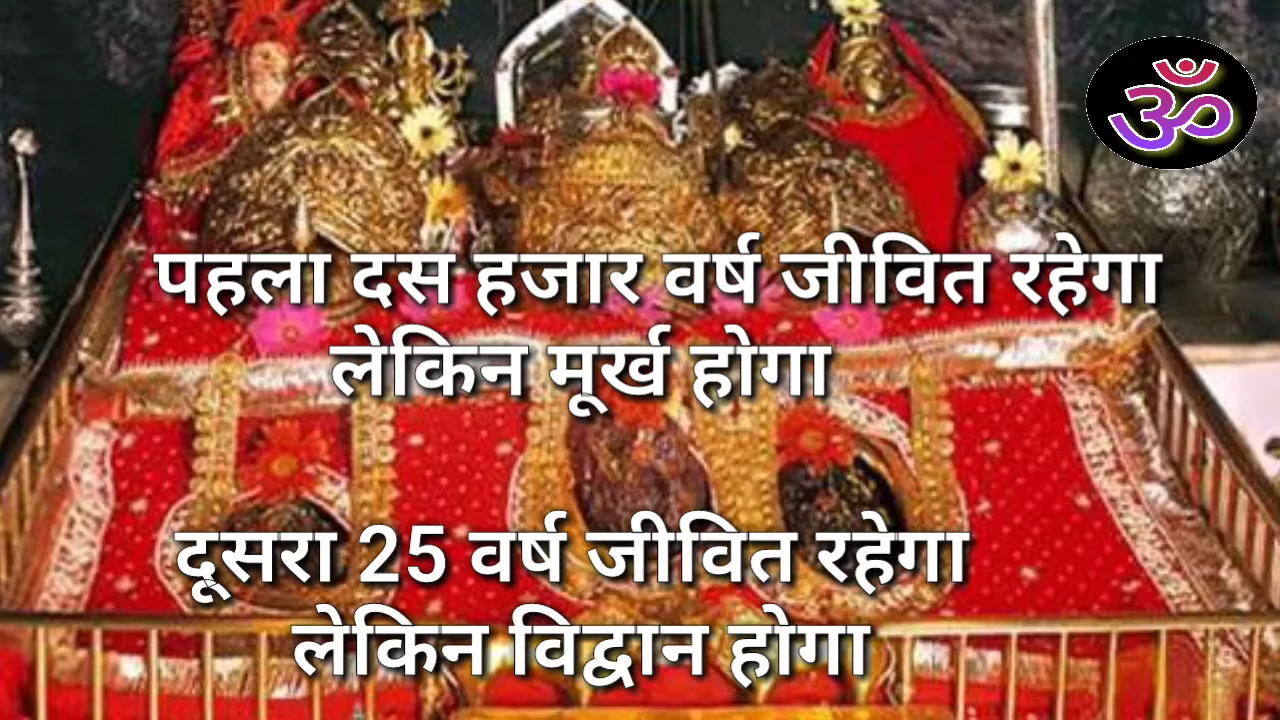 ॐ
पहला दस हजार वर्ष जीवित रहेगा
लेकिन मूर्ख होगा
दूसरा 25 वर्ष जीवित रहेगा
लेकिन विद्वान होगा